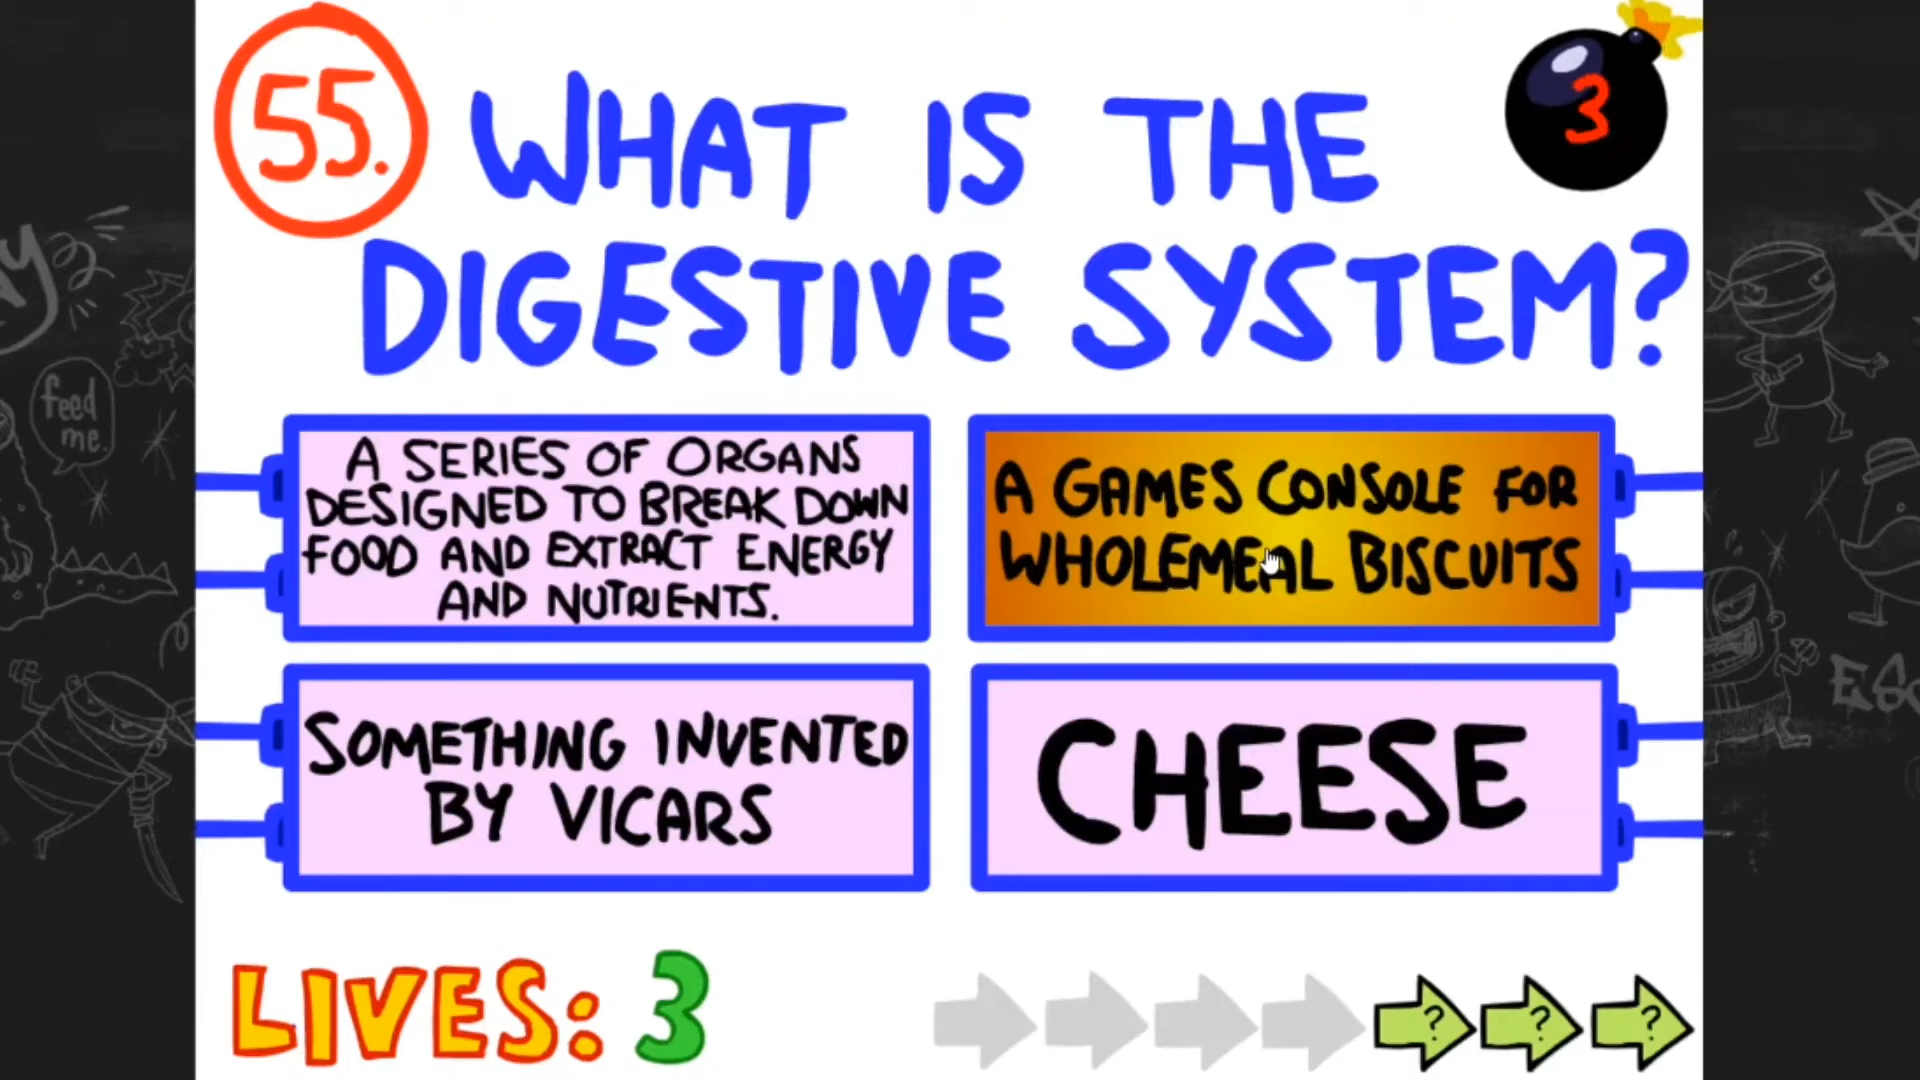 55.
WHAT IS THE
3
DIGESTIVE SYSTEM?
A SERIES OF ORGANS
DESIGNED TO BREAK DOWN
FOOD AND EXTRACT ENERGY
AND NUTRIENTS.
A GAMES CONSOLE FOR
WHOLEMEAL BISCUITS
SOMETHING INVENTED
BY VICARS
CHEESE
LIVES: 3
? ? ?
feed
me.